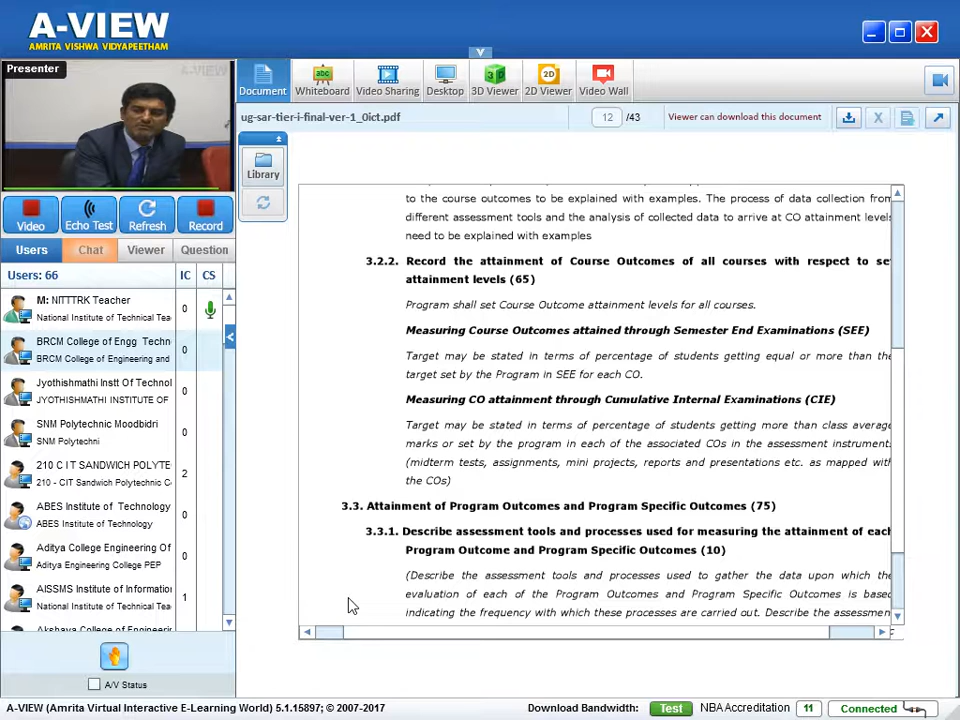 A-VIEW
AMRITA VISHWA VIDYAPEETHAM
Presenter
A-VIEW
Document
Whiteboard
abc
Video Sharing
Desktop
3D Viewer
3D
2D Viewer
2D
Video Wall
ug-sar-tier-i-final-ver-1_0ict.pdf
12
/43
Viewer can download this document
Library
Video
Echo Test
Refresh
Record
Users
Chat
Viewer
Question
Users: 66
IC
CS
M: NITTTRK Teacher
National Institute of Technical Tea
0
BRCM College of Engg Techn
BRCM College of Engineering and
0
Jyothishmathi Instt Of Technol
JYOTHISHMATHI INSTITUTE OF
0
SNM Polytechnic Moodbidri
SNM Polytechni
0
210 C I T SANDWICH POLYTE
210 - CIT Sandwich Polytechnic C
2
ABES Institute of Technology
ABES Institute of Technology
0
Aditya College Engineering Of
Aditya Engineering College PEP
0
AISSMS Institute of Informatio
National Institute of Technical Tea
1
Akshaya College of Engineeri
to the course outcomes to be explained with examples. The process of data collection from
different assessment tools and the analysis of collected data to arrive at CO attainment levels
need to be explained with examples
3.2.2. Record the attainment of Course Outcomes of all courses with respect to set
attainment levels (65)
Program shall set Course Outcome attainment levels for all courses.
Measuring Course Outcomes attained through Semester End Examinations (SEE)
Target may be stated in terms of percentage of students getting equal or more than the
target set by the Program in SEE for each CO.
Measuring CO attainment through Cumulative Internal Examinations (CIE)
Target may be stated in terms of percentage of students getting more than class average
marks or set by the program in each of the associated COs in the assessment instruments
(midterm tests, assignments, mini projects, reports and presentations etc. as mapped with
the COs)
3.3. Attainment of Program Outcomes and Program Specific Outcomes (75)
3.3.1. Describe assessment tools and processes used for measuring the attainment of each
Program Outcome and Program Specific Outcomes (10)
(Describe the assessment tools and processes used to gather the data upon which the
evaluation of each of the Program Outcomes and Program Specific Outcomes is based
indicating the frequency with which these processes are carried out. Describe the assessmen
A/V Status
A-VIEW (Amrita Virtual Interactive E-Learning World) 5.1.15897; © 2007-2017
Download Bandwidth:
Test
NBA Accreditation
11
Connected